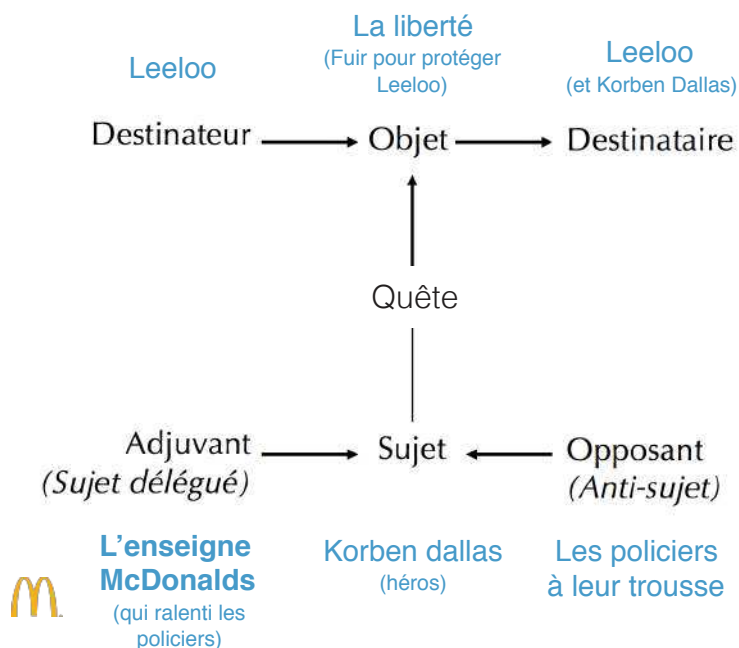 Leeloo
La liberté
(Fuir pour protéger
Leeloo)
Leeloo
(et Korben Dallas)
Destinateur
Objet
Destinataire
Quête
Adjuvant
(Sujet délégué)
Sujet
Opposant
(Anti-sujet)
L'enseigne
McDonalds
(qui ralenti les
policiers)
Korben dallas
(héros)
Les policiers
à leur trousse